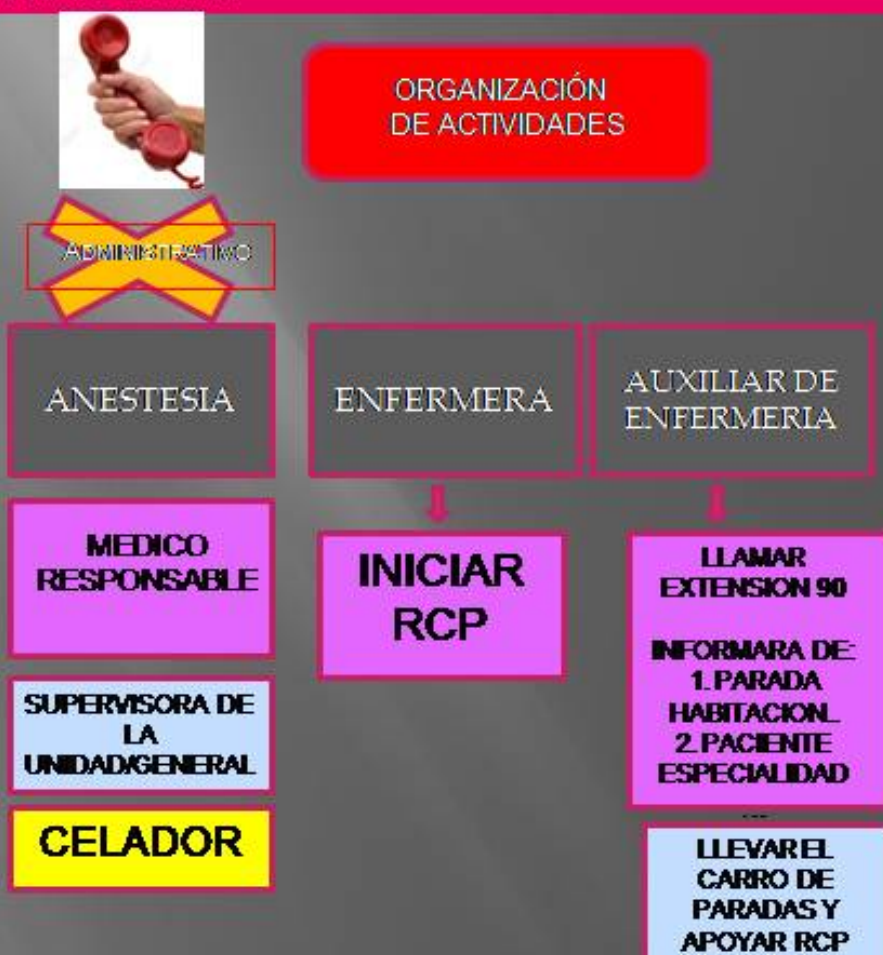 ORGANIZACIÓN
DE ACTIVIDADES
ADMINISTRATIVO
ANESTESIA
ENFERMERA
AUXILIAR DE
ENFERMERIA
MEDICO
RESPONSABLE
SUPERVISORA DE
LA
UNIDAD/GENERAL
CELADOR
INICIAR
RCP
LLAMAR
EXTENSION 90
INFORMARA DE:
1. PARADA
HABITACION...
2. PACIENTE
ESPECIALIDAD
...
LLEVAR EL
CARRO DE
PARADAS Y
APOYAR RCP